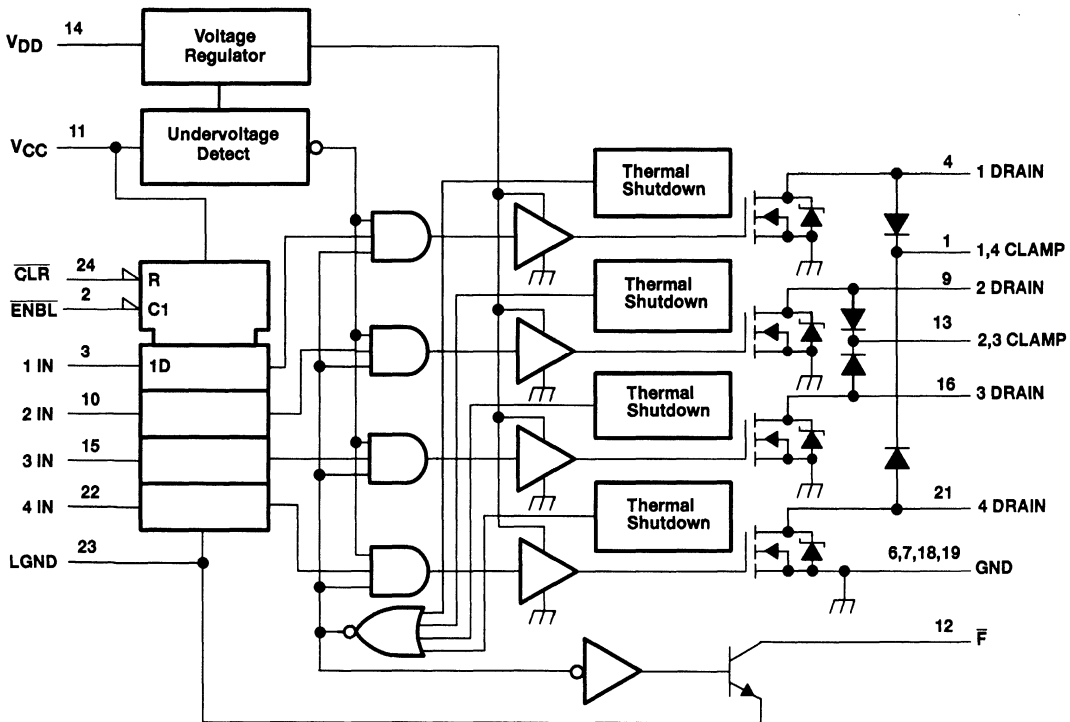 VDD 14
Voltage
Regulator
VCC 11
Undervoltage
Detect
CLR 24
R
ENBL 2
C1
1 IN 3
1D
2 IN 10
3 IN 15
4 IN 22
LGND 23
Thermal
Shutdown
Thermal
Shutdown
Thermal
Shutdown
Thermal
Shutdown
4 1 DRAIN
1 1,4 CLAMP
9 2 DRAIN
13 2,3 CLAMP
16 3 DRAIN
21 4 DRAIN
6,7,18,19 GND
12 F